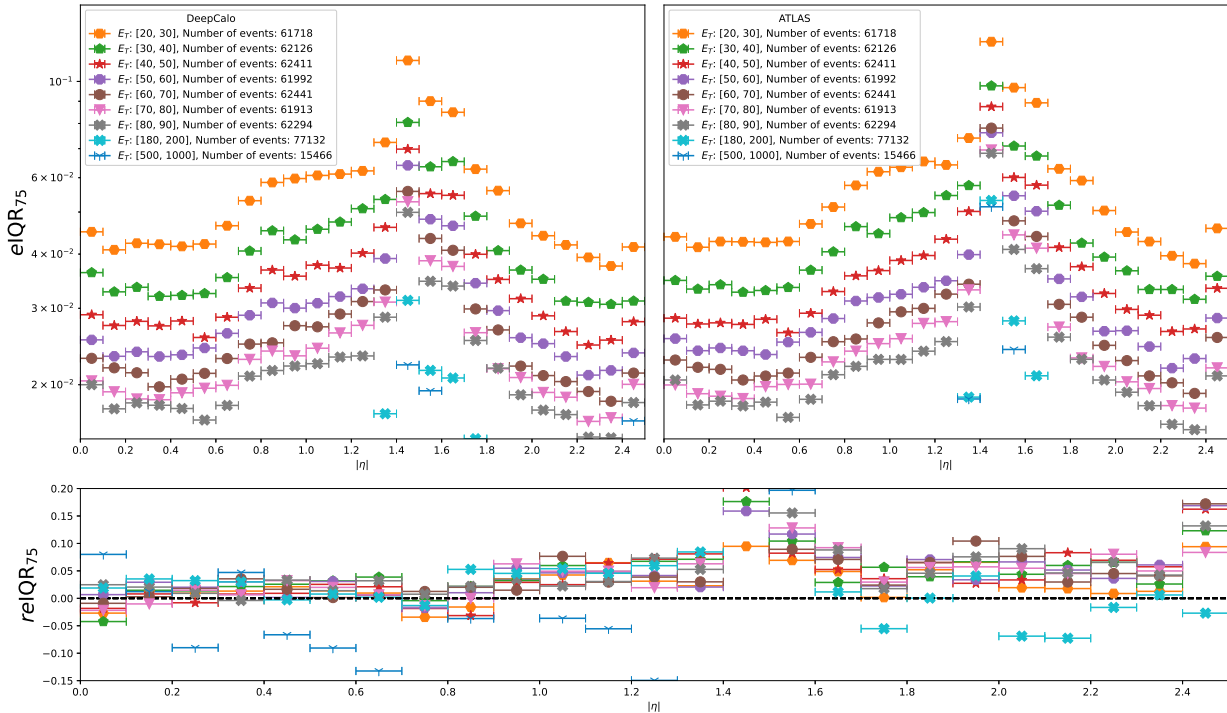 DeepCalo
E_T: [20, 30], Number of events: 61718
E_T: [30, 40], Number of events: 62126
E_T: [40, 50], Number of events: 62411
E_T: [50, 60], Number of events: 61992
E_T: [60, 70], Number of events: 62441
E_T: [70, 80], Number of events: 61913
E_T: [80, 90], Number of events: 62294
E_T: [180, 200], Number of events: 77132
E_T: [500, 1000], Number of events: 15466
10⁻¹
6 × 10⁻²
4 × 10⁻²
3 × 10⁻²
2 × 10⁻²
eIQR₇₅
0.0 0.2 0.4 0.6 0.8 1.0 1.2 1.4 1.6 1.8 2.0 2.2 2.4
|η|
ATLAS
E_T: [20, 30], Number of events: 61718
E_T: [30, 40], Number of events: 62126
E_T: [40, 50], Number of events: 62411
E_T: [50, 60], Number of events: 61992
E_T: [60, 70], Number of events: 62441
E_T: [70, 80], Number of events: 61913
E_T: [80, 90], Number of events: 62294
E_T: [180, 200], Number of events: 77132
E_T: [500, 1000], Number of events: 15466
0.0 0.2 0.4 0.6 0.8 1.0 1.2 1.4 1.6 1.8 2.0 2.2 2.4
|η|
0.20
0.15
0.10
0.05
0.00
−0.05
−0.10
−0.15
reIQR₇₅
0.0 0.2 0.4 0.6 0.8 1.0 1.2 1.4 1.6 1.8 2.0 2.2 2.4
|η|